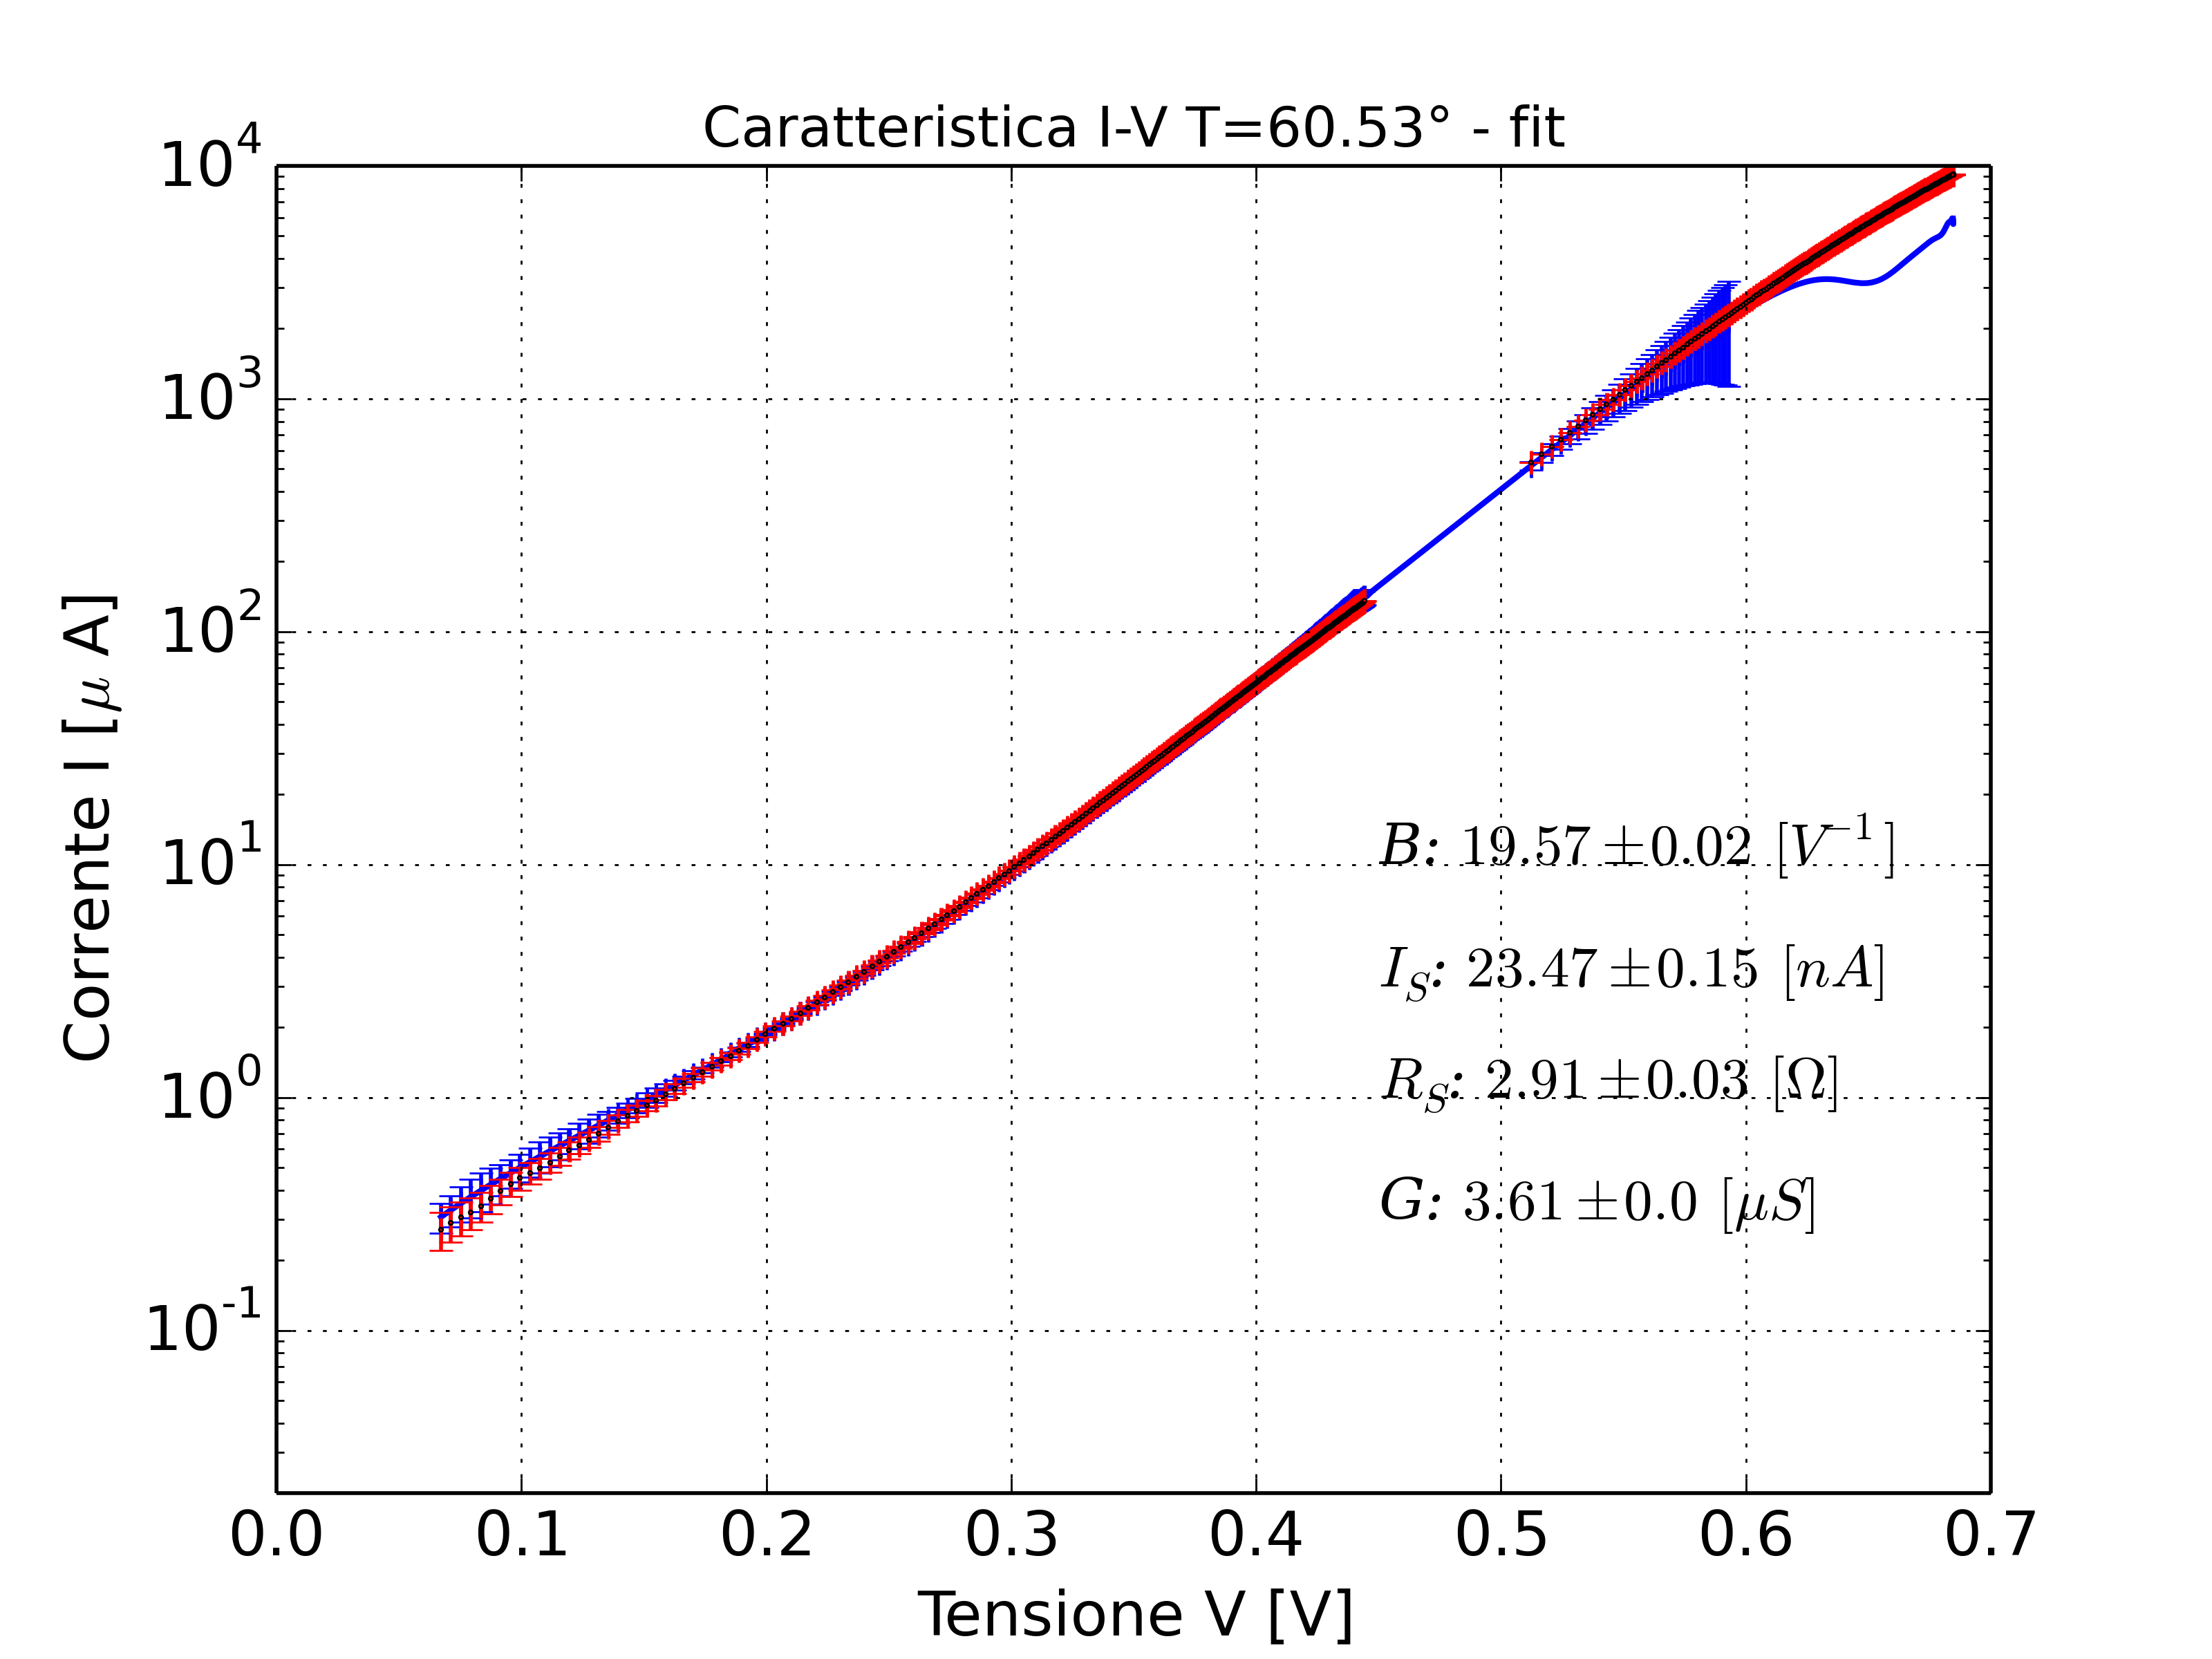 Caratteristica I-V T=60.53° - fit
10^4
10^3
10^2
10^1
10^0
10^-1
Corrente I [μ A]
B: 19.57 ±0.02 [V^-1]
I_S: 23.47 ±0.15 [nA]
R_S: 2.91 ±0.03 [Ω]
G: 3.61 ±0.0 [μS]
0.0 0.1 0.2 0.3 0.4 0.5 0.6 0.7
Tensione V [V]